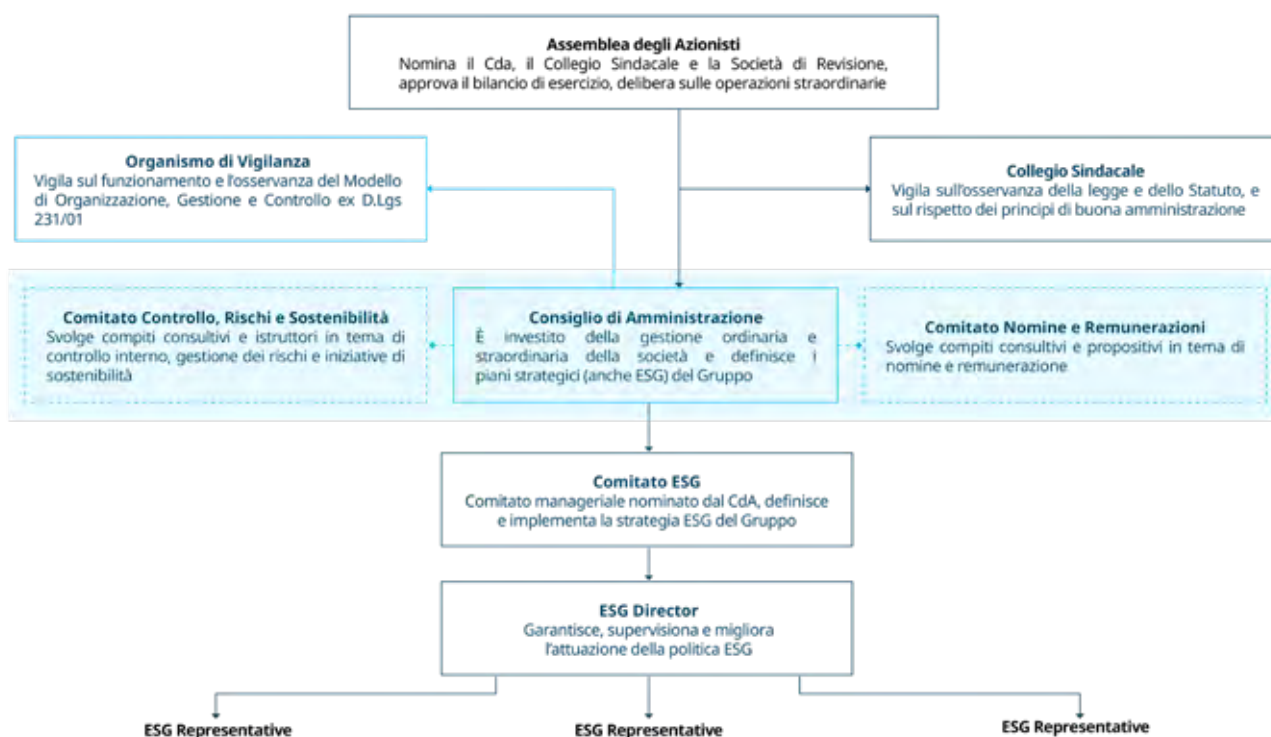 Assemblea degli Azionisti
Nomina il Cda, il Collegio Sindacale e la Società di Revisione,
approva il bilancio di esercizio, delibera sulle operazioni straordinarie
Organismo di Vigilanza
Vigila sul funzionamento e l'osservanza del Modello
di Organizzazione, Gestione e Controllo ex D.Lgs
231/01
Collegio Sindacale
Vigila sull'osservanza della legge e dello Statuto, e
sul rispetto dei principi di buona amministrazione
Comitato Controllo, Rischi e Sostenibilità
Svolge compiti consultivi e istruttori in tema di
controllo interno, gestione dei rischi e iniziative di
sostenibilità
Consiglio di Amministrazione
È investito della gestione ordinaria e
straordinaria della società e definisce i
piani strategici (anche ESG) del Gruppo
Comitato Nomine e Remunerazioni
Svolge compiti consultivi e propositivi in tema di
nomine e remunerazione
Comitato ESG
Comitato manageriale nominato dal CdA, definisce
e implementa la strategia ESG del Gruppo
ESG Director
Garantisce, supervisiona e migliora
l'attuazione della politica ESG
ESG Representative
ESG Representative
ESG Representative